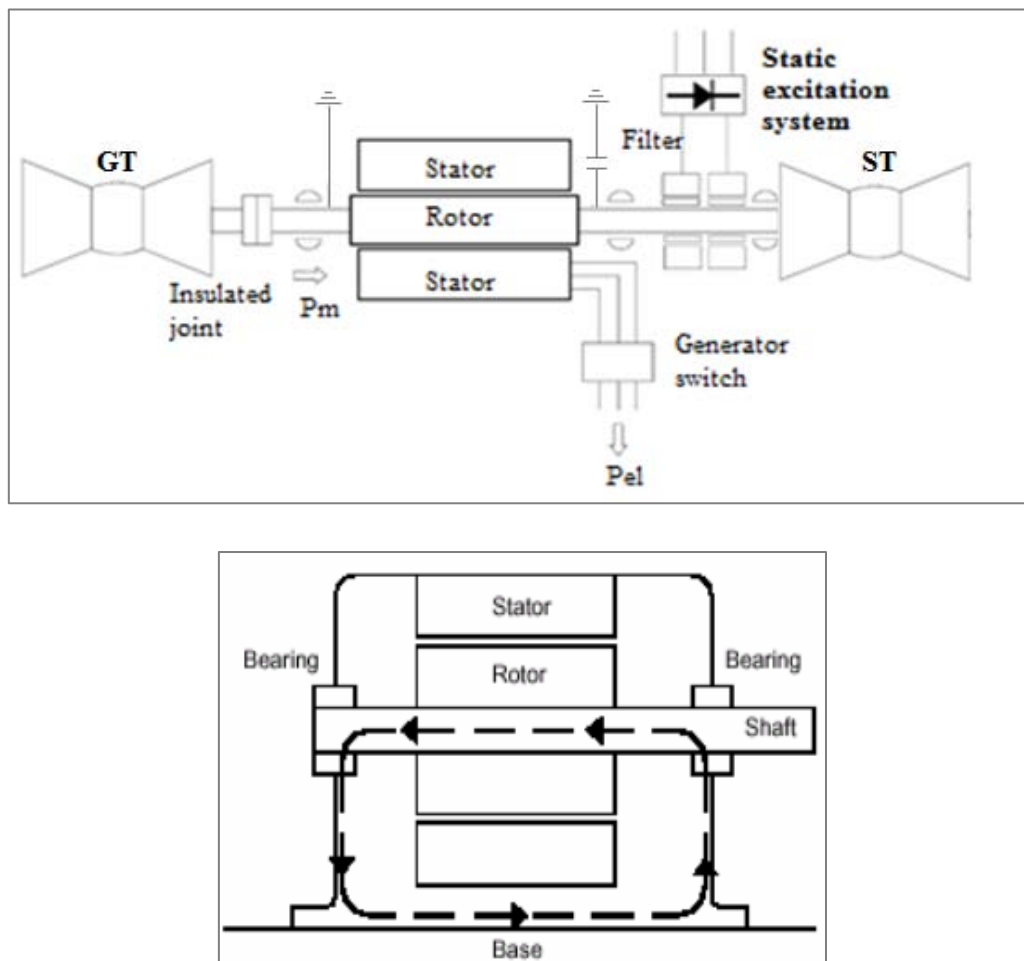 Static
excitation
system
Filter
GT
Stator
ST
Rotor
Stator
Insulated
joint
Pm
Generator
switch
Pel
Stator
Bearing
Bearing
Rotor
Shaft
Base